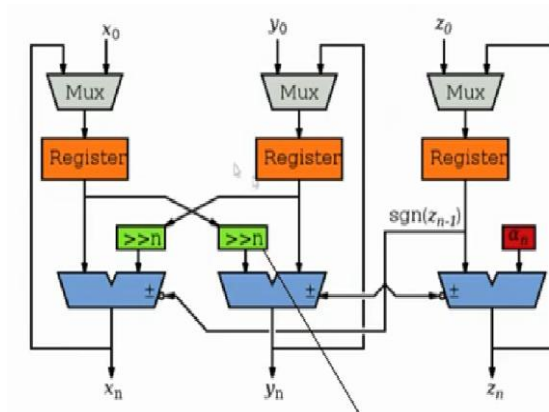 x0 y0 z0
Mux Mux Mux
Register Register Register
sgn(zn-1)
>>n >>n αn
± ± ±
xn yn zn